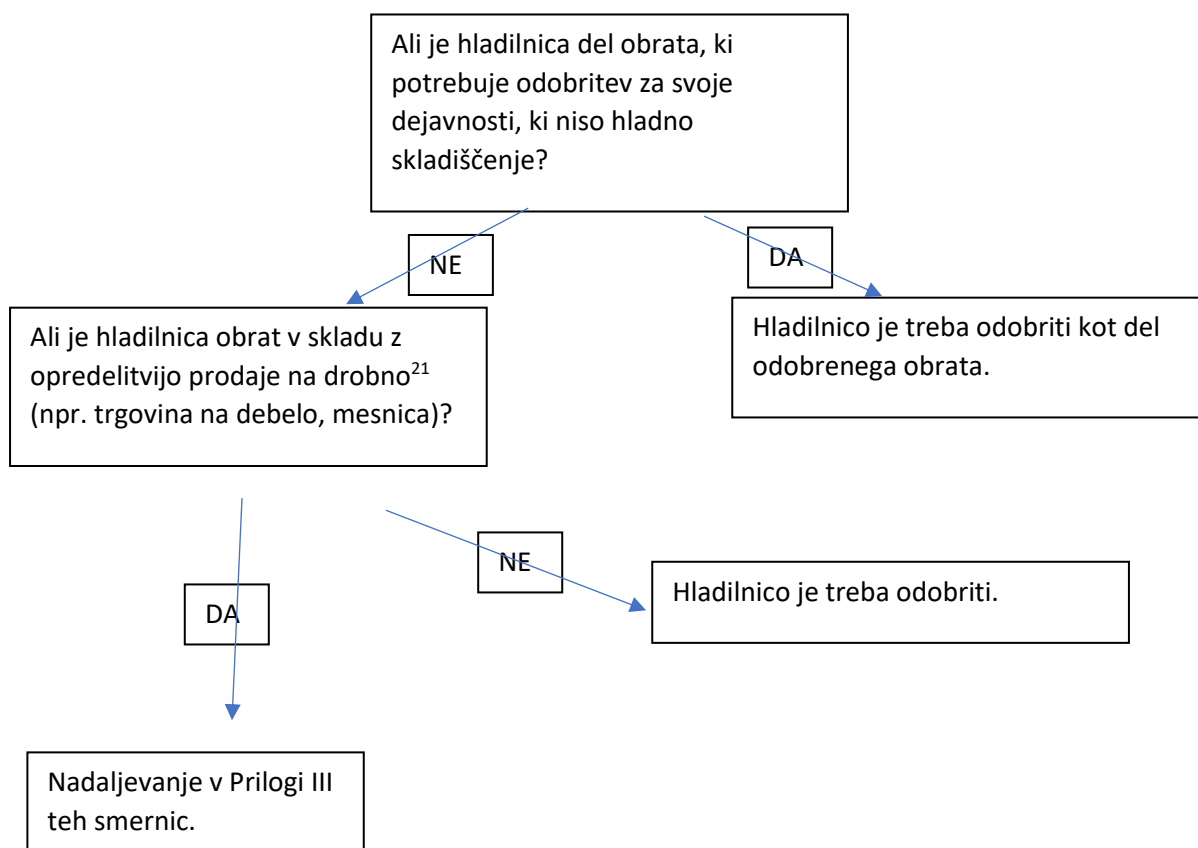 Ali je hladilnica del obrata, ki
potrebuje odobritev za svoje
dejavnosti, ki niso hladno
skladiščenje?
NE
DA
Ali je hladilnica obrat v skladu z
opredelitvijo prodaje na drobno²¹
(npr. trgovina na debelo, mesnica)?
Hladilnico je treba odobriti kot del
odobrenega obrata.
NE
DA
Hladilnico je treba odobriti.
Nadaljevanje v Prilogi III
teh smernic.